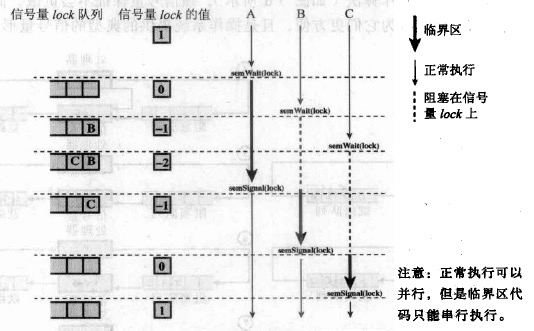 信号量 lock 队列
信号量 lock 的值
A
B
C
1
临界区
正常执行
阻塞在信号
量 lock 上
semWait(lock)
0
semWait(lock)
B
-1
semWait(lock)
C B
-2
semSignal(lock)
C
-1
semSignal(lock)
0
semSignal(lock)
1
注意：正常执行可以
并行，但是临界区代
码只能串行执行。